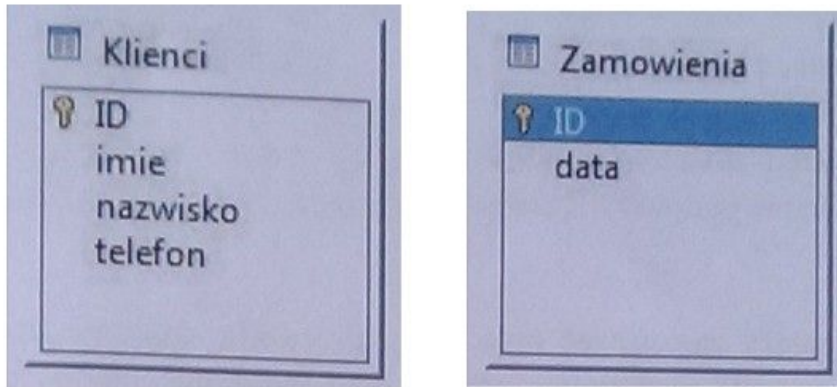 Klienci
ID
imie
nazwisko
telefon
Zamowienia
ID
data